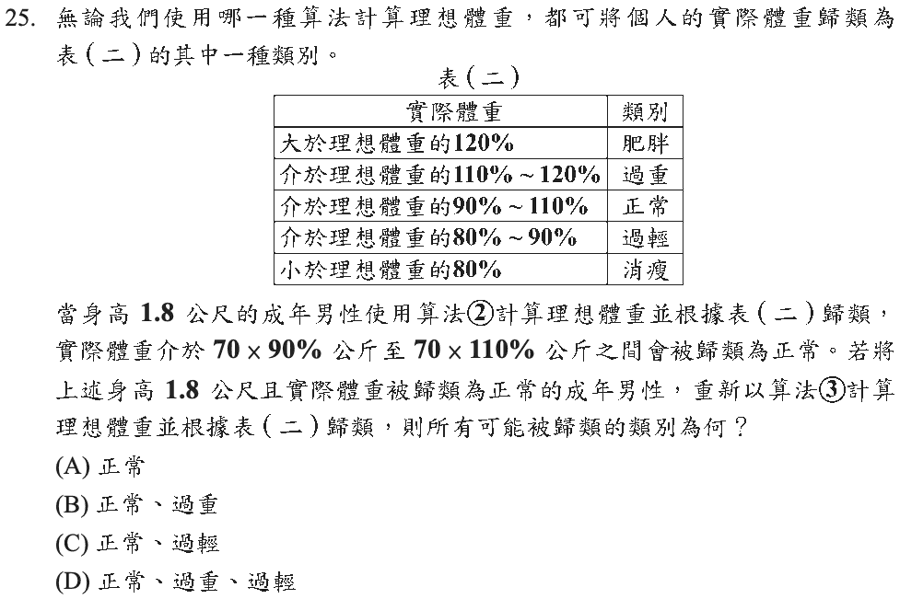 25. 無論我們使用哪一種算法計算理想體重，都可將個人的實際體重歸類為
表(二)的其中一種類別。
表(二)
實際體重 類別
大於理想體重的120% 肥胖
介於理想體重的110% ~ 120% 過重
介於理想體重的90% ~ 110% 正常
介於理想體重的80% ~ 90% 過輕
小於理想體重的80% 消瘦
當身高 1.8 公尺的成年男性使用算法②計算理想體重並根據表(二)歸類，
實際體重介於 70 × 90% 公斤至 70 × 110% 公斤之間會被歸類為正常。若將
上述身高 1.8 公尺且實際體重被歸類為正常的成年男性，重新以算法③計算
理想體重並根據表(二)歸類，則所有可能被歸類的類別為何？
(A) 正常
(B) 正常、過重
(C) 正常、過輕
(D) 正常、過重、過輕